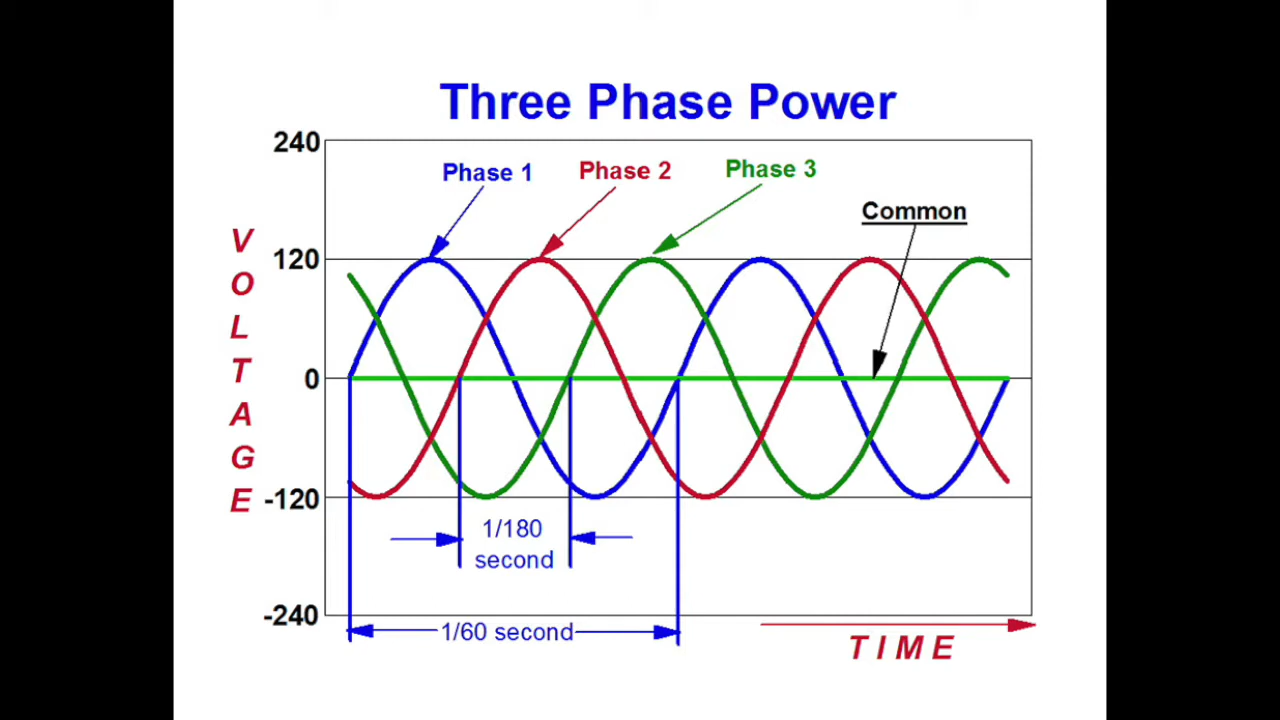 Three Phase Power
240
Phase 1
Phase 2
Phase 3
Common
VOLTAGE
120
0
-120
1/180
second
-240
1/60 second
TIME